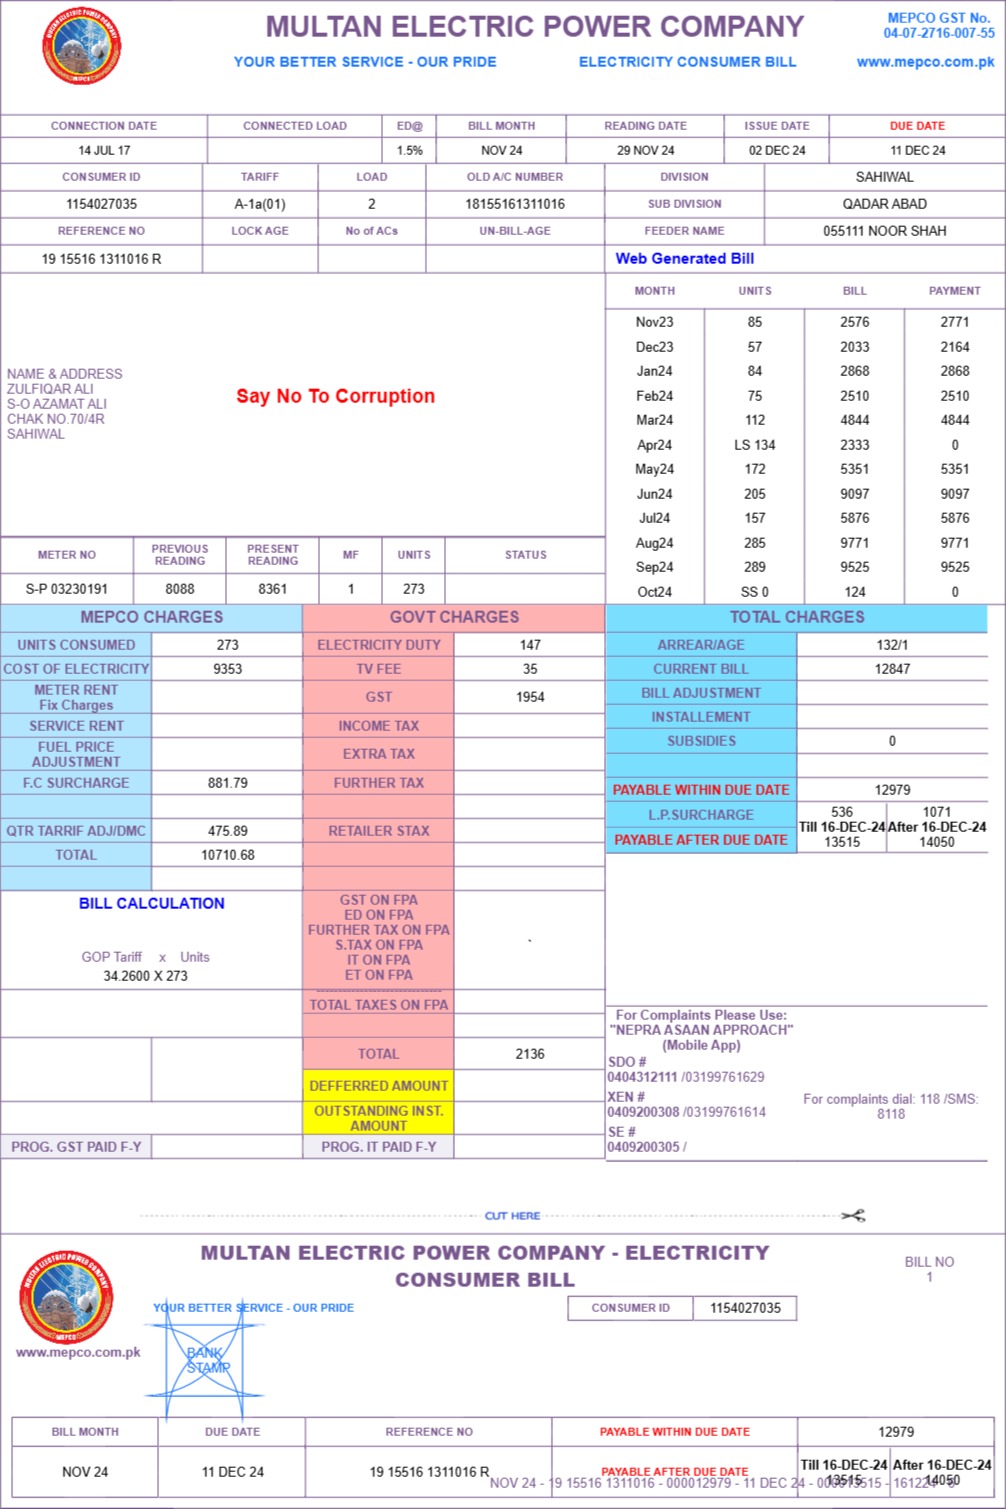 MULTAN ELECTRIC POWER COMPANY
MEPCO GST No.
04-07-2716-007-55
YOUR BETTER SERVICE - OUR PRIDE ELECTRICITY CONSUMER BILL www.mepco.com.pk
CONNECTION DATE CONNECTED LOAD ED@ BILL MONTH READING DATE ISSUE DATE DUE DATE
14 JUL 17 1.5% NOV 24 29 NOV 24 02 DEC 24 11 DEC 24
CONSUMER ID TARIFF LOAD OLD A/C NUMBER DIVISION SAHIWAL
1154027035 A-1a(01) 2 18155161311016 SUB DIVISION QADAR ABAD
REFERENCE NO LOCK AGE No of ACs UN-BILL-AGE FEEDER NAME 055111 NOOR SHAH
19 15516 1311016 R Web Generated Bill
NAME & ADDRESS
ZULFIQAR ALI
S-O AZAMAT ALI
CHAK NO.70/4R
SAHIWAL
Say No To Corruption
MONTH UNITS BILL PAYMENT
Nov23 85 2576 2771
Dec23 57 2033 2164
Jan24 84 2868 2868
Feb24 75 2510 2510
Mar24 112 4844 4844
Apr24 LS 134 2333 0
May24 172 5351 5351
Jun24 205 9097 9097
Jul24 157 5876 5876
Aug24 285 9771 9771
Sep24 289 9525 9525
Oct24 SS 0 124 0
METER NO PREVIOUS READING PRESENT READING MF UNITS STATUS
S-P 03230191 8088 8361 1 273
MEPCO CHARGES GOVT CHARGES TOTAL CHARGES
UNITS CONSUMED 273 ELECTRICITY DUTY 147 ARREAR/AGE 132/1
COST OF ELECTRICITY 9353 TV FEE 35 CURRENT BILL 12847
METER RENT
Fix Charges
GST 1954 BILL ADJUSTMENT
SERVICE RENT INCOME TAX INSTALLEMENT
FUEL PRICE
ADJUSTMENT
EXTRA TAX SUBSIDIES 0
F.C SURCHARGE 881.79 FURTHER TAX PAYABLE WITHIN DUE DATE 12979
L.P.SURCHARGE 536 1071
Till 16-DEC-24 After 16-DEC-24
QTR TARRIF ADJ/DMC 475.89 RETAILER STAX PAYABLE AFTER DUE DATE 13515 14050
TOTAL 10710.68
BILL CALCULATION
GOP Tariff x Units
34.2600 X 273
GST ON FPA
ED ON FPA
FURTHER TAX ON FPA
S.TAX ON FPA
IT ON FPA
ET ON FPA
------------------------------
TOTAL TAXES ON FPA
TOTAL 2136
DEFFERRED AMOUNT
OUTSTANDING INST.
AMOUNT
PROG. GST PAID F-Y PROG. IT PAID F-Y
For Complaints Please Use:
"NEPRA ASAAN APPROACH"
(Mobile App)
SDO #
0404312111 /03199761629
XEN #
0409200308 /03199761614
SE #
0409200305 /
For complaints dial: 118 /SMS:
8118
CUT HERE
MULTAN ELECTRIC POWER COMPANY - ELECTRICITY
CONSUMER BILL
BILL NO
1
YOUR BETTER SERVICE - OUR PRIDE
CONSUMER ID 1154027035
MEPCO
www.mepco.com.pk
BANK
STAMP
BILL MONTH DUE DATE REFERENCE NO PAYABLE WITHIN DUE DATE 12979
NOV 24 11 DEC 24 19 15516 1311016 R PAYABLE AFTER DUE DATE
Till 16-DEC-24 After 16-DEC-24
13515 14050
NOV 24 - 19 15516 1311016 - 000012979 - 11 DEC 24 - 000013515 -